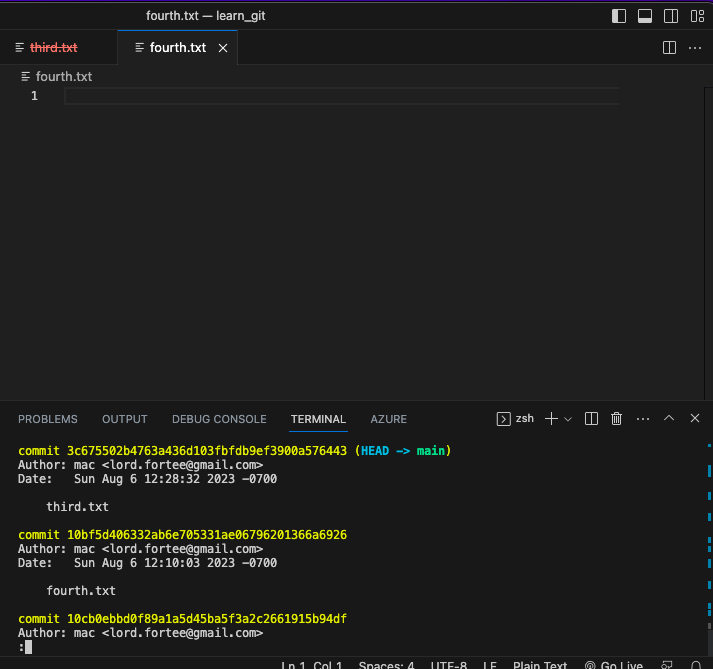 fourth.txt — learn_git
third.txt
fourth.txt
fourth.txt
1
PROBLEMS OUTPUT DEBUG CONSOLE TERMINAL AZURE zsh
commit 3c675502b4763a436d103fbfdb9ef3900a576443 (HEAD -> main)
Author: mac <lord.fortee@gmail.com>
Date:   Sun Aug 6 12:28:32 2023 -0700
third.txt
commit 10bf5d406332ab6e705331ae06796201366a6926
Author: mac <lord.fortee@gmail.com>
Date:   Sun Aug 6 12:10:03 2023 -0700
fourth.txt
commit 10cb0ebbd0f89a1a5d45ba5f3a2c2661915b94df
Author: mac <lord.fortee@gmail.com>
:
Ln 1, Col 1 Spaces: 4 UTF-8 LF Plain Text Go Live